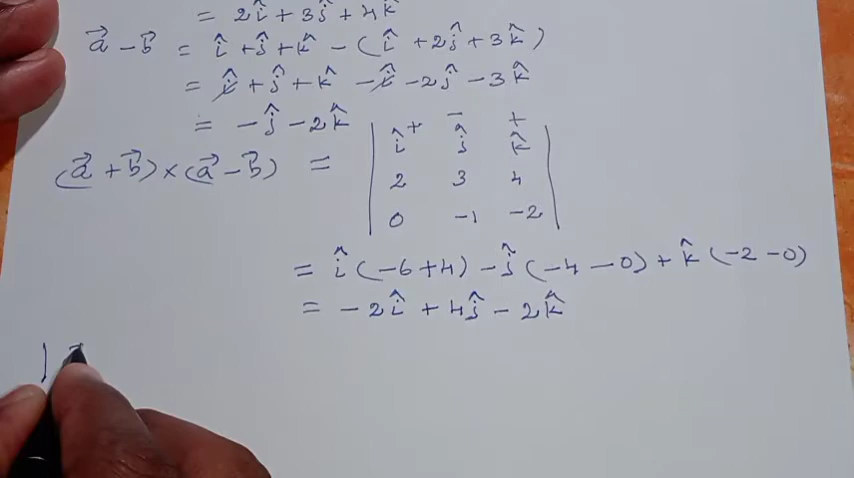 = 2î + 3ĵ + 4k̂
a⃗ - b⃗ = î + ĵ + k̂ - (î + 2ĵ + 3k̂)
= î + ĵ + k̂ - î - 2ĵ - 3k̂
= -ĵ - 2k̂
+ - +
(a⃗ + b⃗) × (a⃗ - b⃗) = | î ĵ k̂ |
2 3 4
0 -1 -2
= î (-6+4) - ĵ (-4-0) + k̂ (-2-0)
= -2î + 4ĵ - 2k̂
|